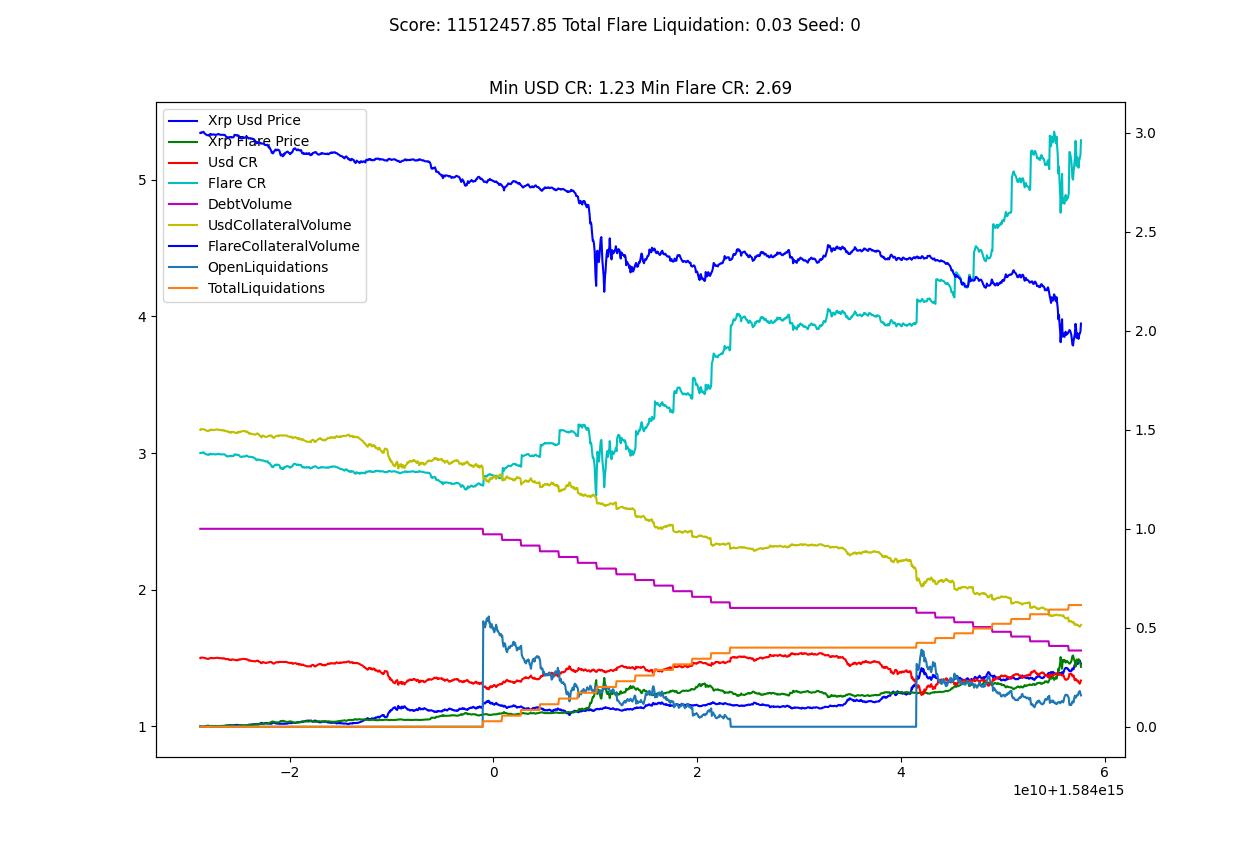 Score: 11512457.85 Total Flare Liquidation: 0.03 Seed: 0
Min USD CR: 1.23 Min Flare CR: 2.69
Xrp Usd Price
Xrp Flare Price
Usd CR
Flare CR
DebtVolume
UsdCollateralVolume
FlareCollateralVolume
OpenLiquidations
TotalLiquidations
5
4
3
2
1
3.0
2.5
2.0
1.5
1.0
0.5
0.0
−2
0
2
4
6
1e10+1.584e15